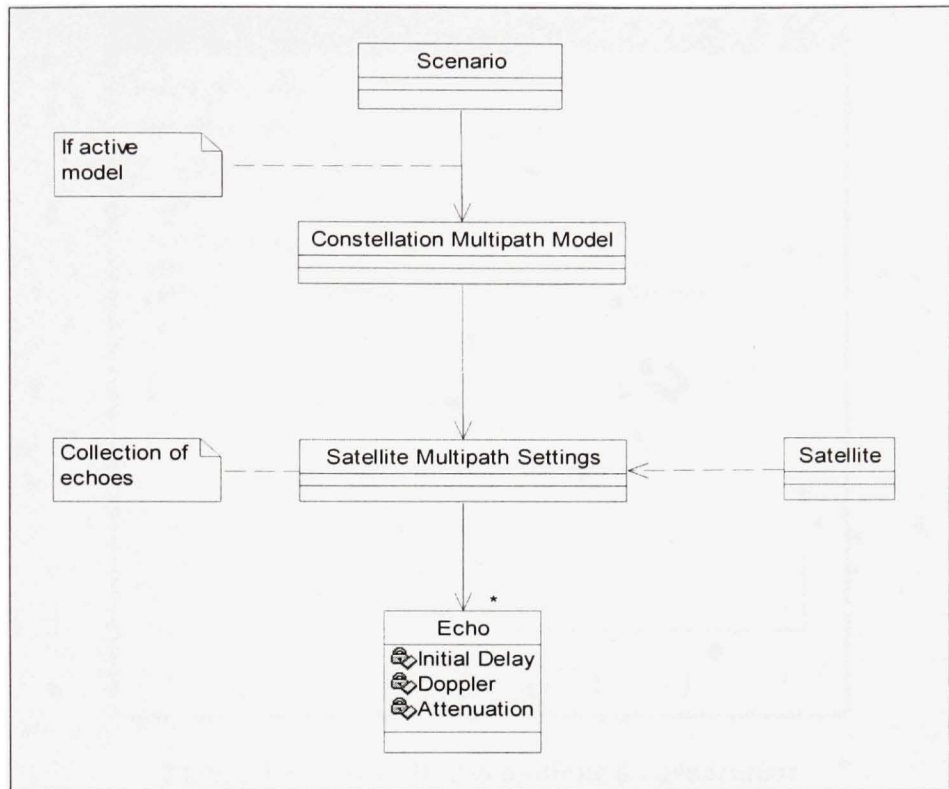 Scenario
If active
model
Constellation Multipath Model
Collection of
echoes
Satellite Multipath Settings
Satellite
*
Echo
Initial Delay
Doppler
Attenuation